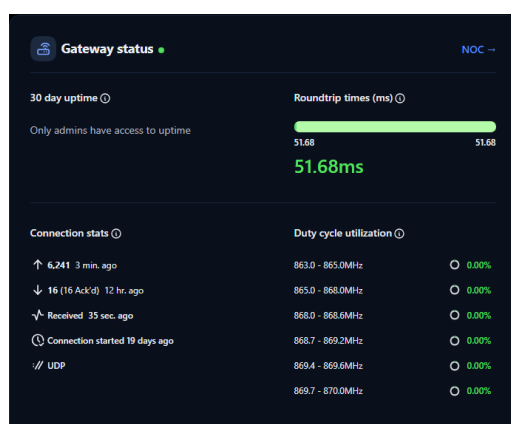 Gateway status
NOC →
30 day uptime
Roundtrip times (ms)
Only admins have access to uptime
51.68 51.68
51.68ms
Connection stats
Duty cycle utilization
6,241 3 min. ago
16 (16 Ack'd) 12 hr. ago
Received 35 sec. ago
Connection started 19 days ago
:// UDP
863.0 - 865.0MHz 0.00%
865.0 - 868.0MHz 0.00%
868.0 - 868.6MHz 0.00%
868.7 - 869.2MHz 0.00%
869.4 - 869.6MHz 0.00%
869.7 - 870.0MHz 0.00%